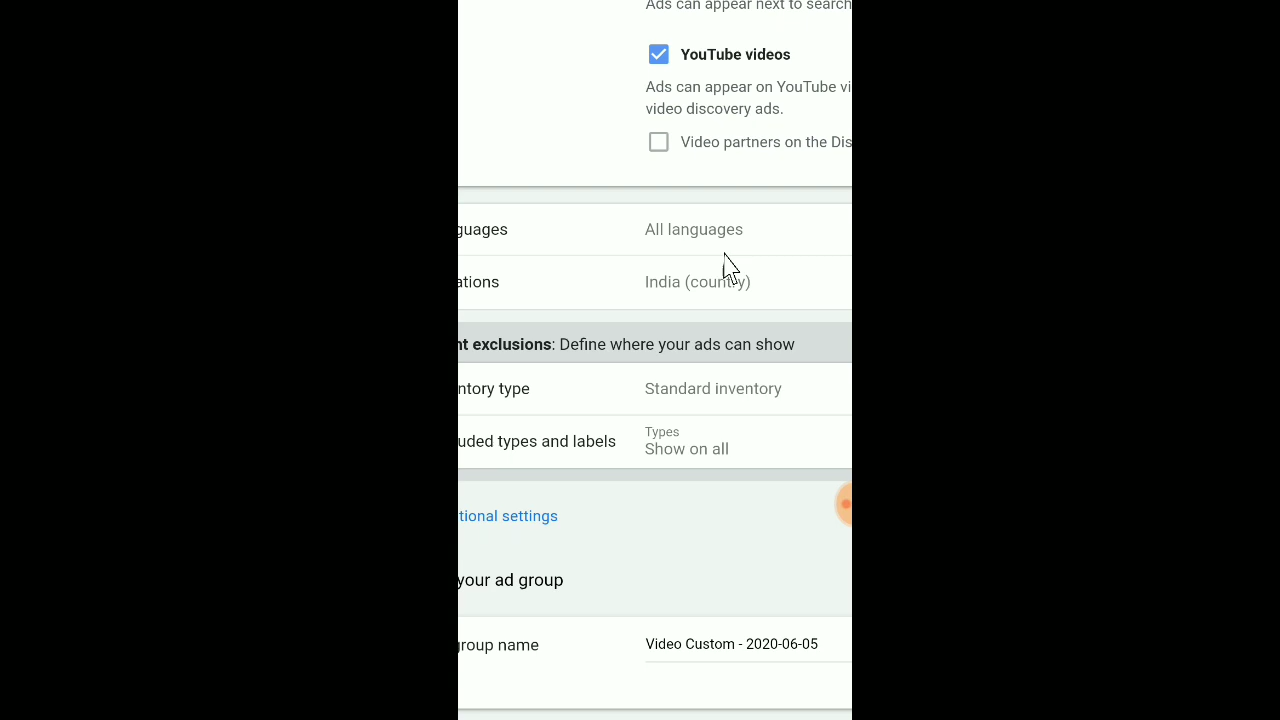 Ads can appear next to search
YouTube videos
Ads can appear on YouTube vi
video discovery ads.
Video partners on the Dis
guages All languages
ations India (country)
nt exclusions: Define where your ads can show
ntory type Standard inventory
uded types and labels Types
Show on all
tional settings
your ad group
group name Video Custom - 2020-06-05